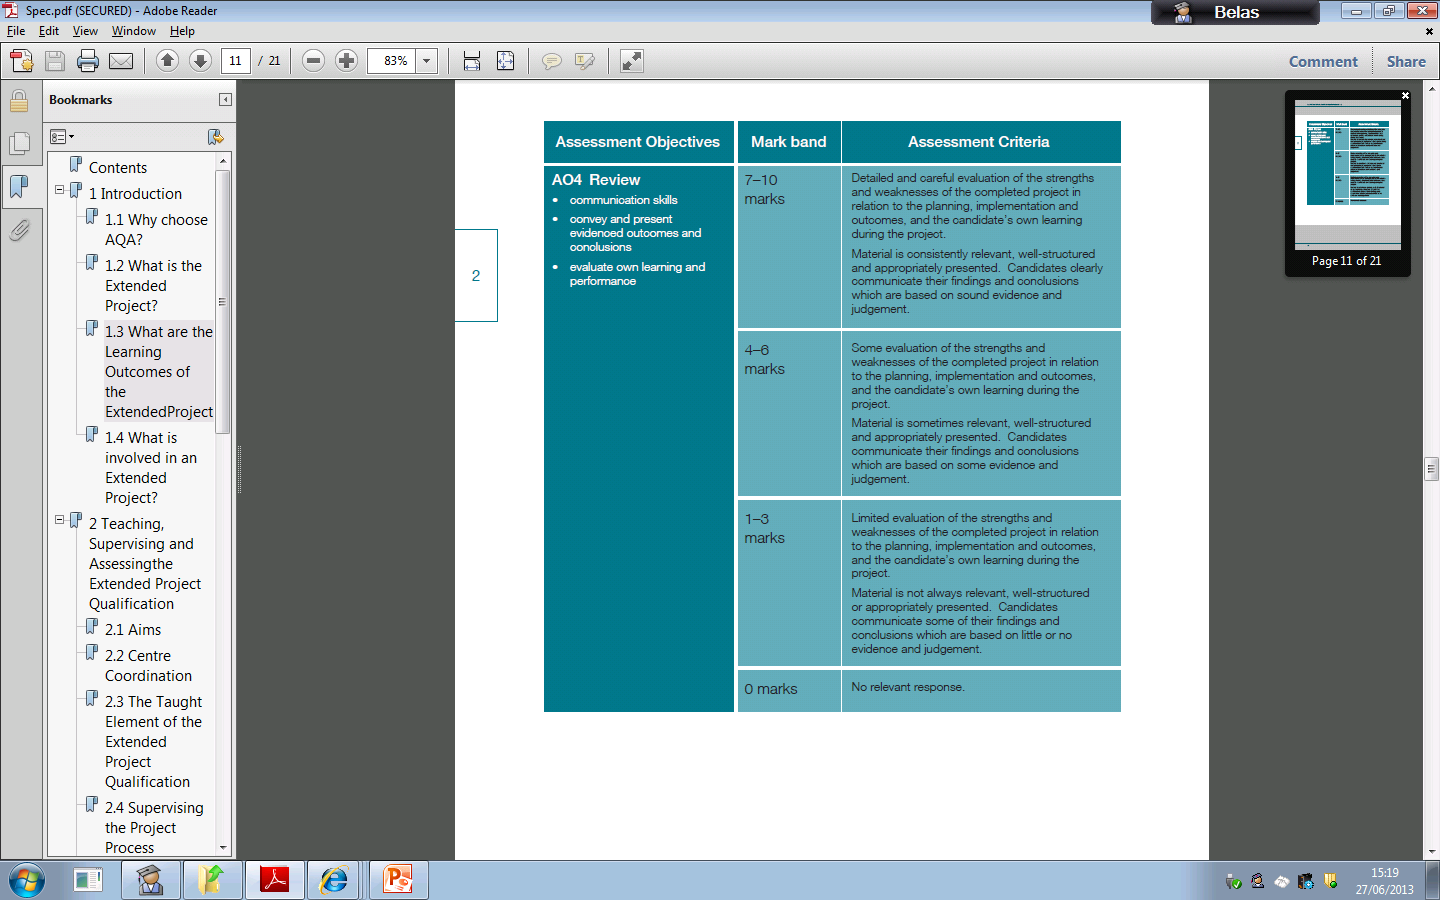 Spec.pdf (SECURED) - Adobe Reader
Belas
File Edit View Window Help
11 / 21
83%
Comment Share
Bookmarks
Contents
1 Introduction
1.1 Why choose
AQA?
1.2 What is the
Extended
Project?
1.3 What are the
Learning
Outcomes of
the
ExtendedProject
1.4 What is
involved in an
Extended
Project?
2 Teaching,
Supervising and
Assessingthe
Extended Project
Qualification
2.1 Aims
2.2 Centre
Coordination
2.3 The Taught
Element of the
Extended
Project
Qualification
2.4 Supervising
the Project
Process
2
Assessment Objectives
Mark band
Assessment Criteria
AO4 Review
• communication skills
• convey and present
evidenced outcomes and
conclusions
• evaluate own learning and
performance
7–10
marks
Detailed and careful evaluation of the strengths
and weaknesses of the completed project in
relation to the planning, implementation and
outcomes, and the candidate's own learning
during the project.
Material is consistently relevant, well-structured
and appropriately presented. Candidates clearly
communicate their findings and conclusions
which are based on sound evidence and
judgement.
4–6
marks
Some evaluation of the strengths and
weaknesses of the completed project in relation
to the planning, implementation and outcomes,
and the candidate's own learning during the
project.
Material is sometimes relevant, well-structured
and appropriately presented. Candidates
communicate their findings and conclusions
which are based on some evidence and
judgement.
1–3
marks
Limited evaluation of the strengths and
weaknesses of the completed project in relation
to the planning, implementation and outcomes,
and the candidate's own learning during the
project.
Material is not always relevant, well-structured
or appropriately presented. Candidates
communicate some of their findings and
conclusions which are based on little or no
evidence and judgement.
0 marks
No relevant response.
Page 11 of 21
15:19
27/06/2013